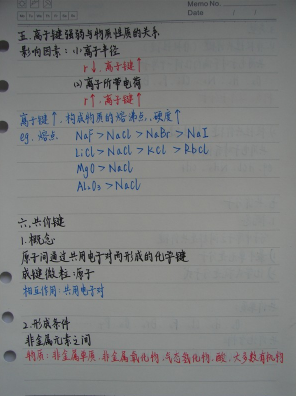 Memo No.
Date / /
五. 离子键强弱与物质性质的关系
影响因素: (1)离子半径
r↓. 离子键↑
(2)离子所带电荷
r↑. 离子键↑
离子键↑. 构成物质的熔沸点、硬度↑
eg. 熔点. NaF>NaCl>NaBr>NaI
LiCl>NaCl>KCl>RbCl
MgO>NaCl
Al₂O₃>NaCl
六. 共价键
1. 概念
原子间通过共用电子对而形成的化学键
成键微粒:原子
相互作用:共用电子对
2. 形成条件
非金属元素之间
物质: 非金属单质, 非金属氧化物, 气态氢化物, 酸, 大多数有机物